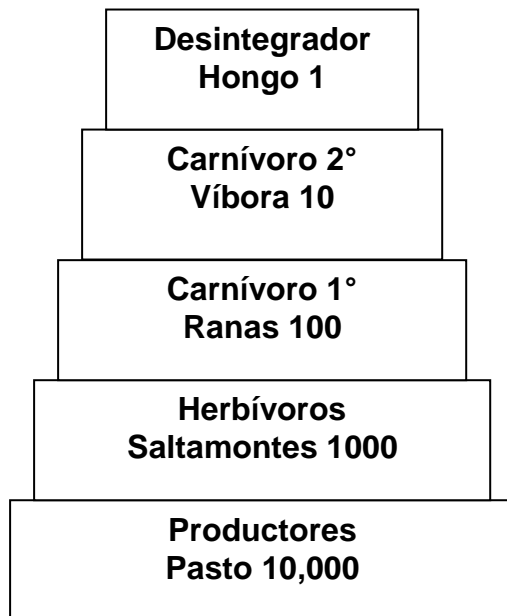 Desintegrador
Hongo 1
Carnívoro 2°
Víbora 10
Carnívoro 1°
Ranas 100
Herbívoros
Saltamontes 1000
Productores
Pasto 10,000